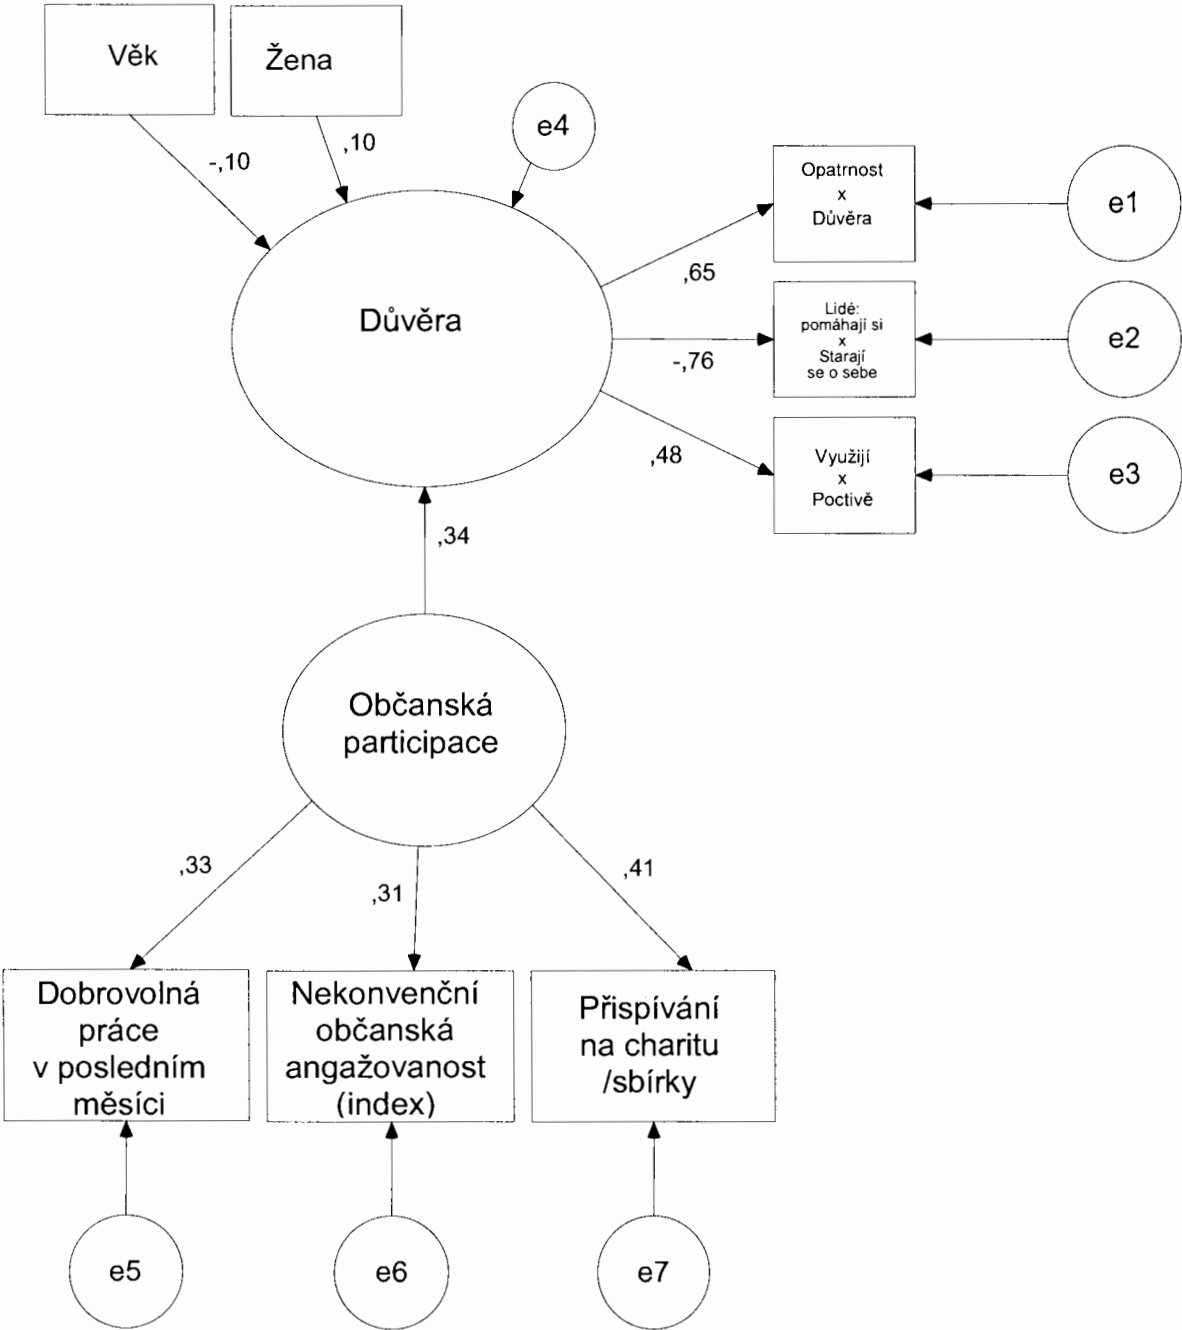 Věk
Žena
e4
-,10
,10
Opatrnost
x
Důvěra
e1
,65
Důvěra
Lidé:
pomáhají si
x
Starají
se o sebe
e2
-,76
,48
Využijí
x
Poctivě
e3
,34
Občanská
participace
,33
,31
,41
Dobrovolná
práce
v posledním
měsíci
Nekonvenční
občanská
angažovanost
(index)
Přispívání
na charitu
/sbírky
e5
e6
e7